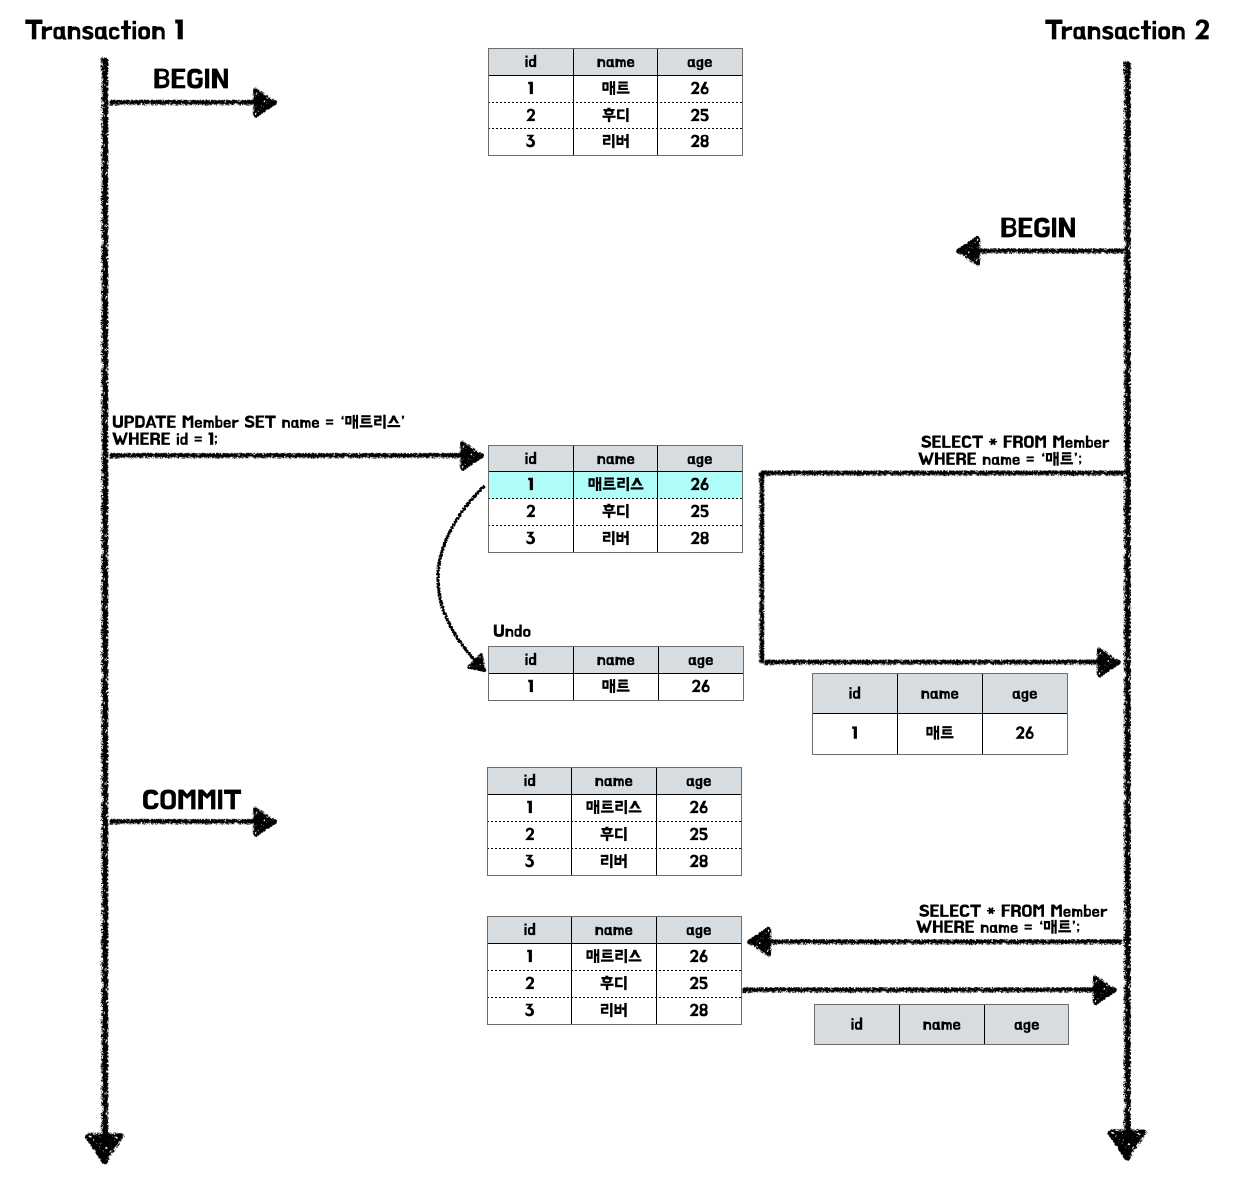 Transaction 1
Transaction 2
BEGIN
id name age
1 매트 26
2 후디 25
3 리버 28
BEGIN
UPDATE Member SET name = ‘매트리스’
WHERE id = 1;
SELECT * FROM Member
WHERE name = ‘매트’;
id name age
1 매트리스 26
2 후디 25
3 리버 28
Undo
id name age
1 매트 26
id name age
1 매트 26
COMMIT
id name age
1 매트리스 26
2 후디 25
3 리버 28
SELECT * FROM Member
WHERE name = ‘매트’;
id name age
1 매트리스 26
2 후디 25
3 리버 28
id name age